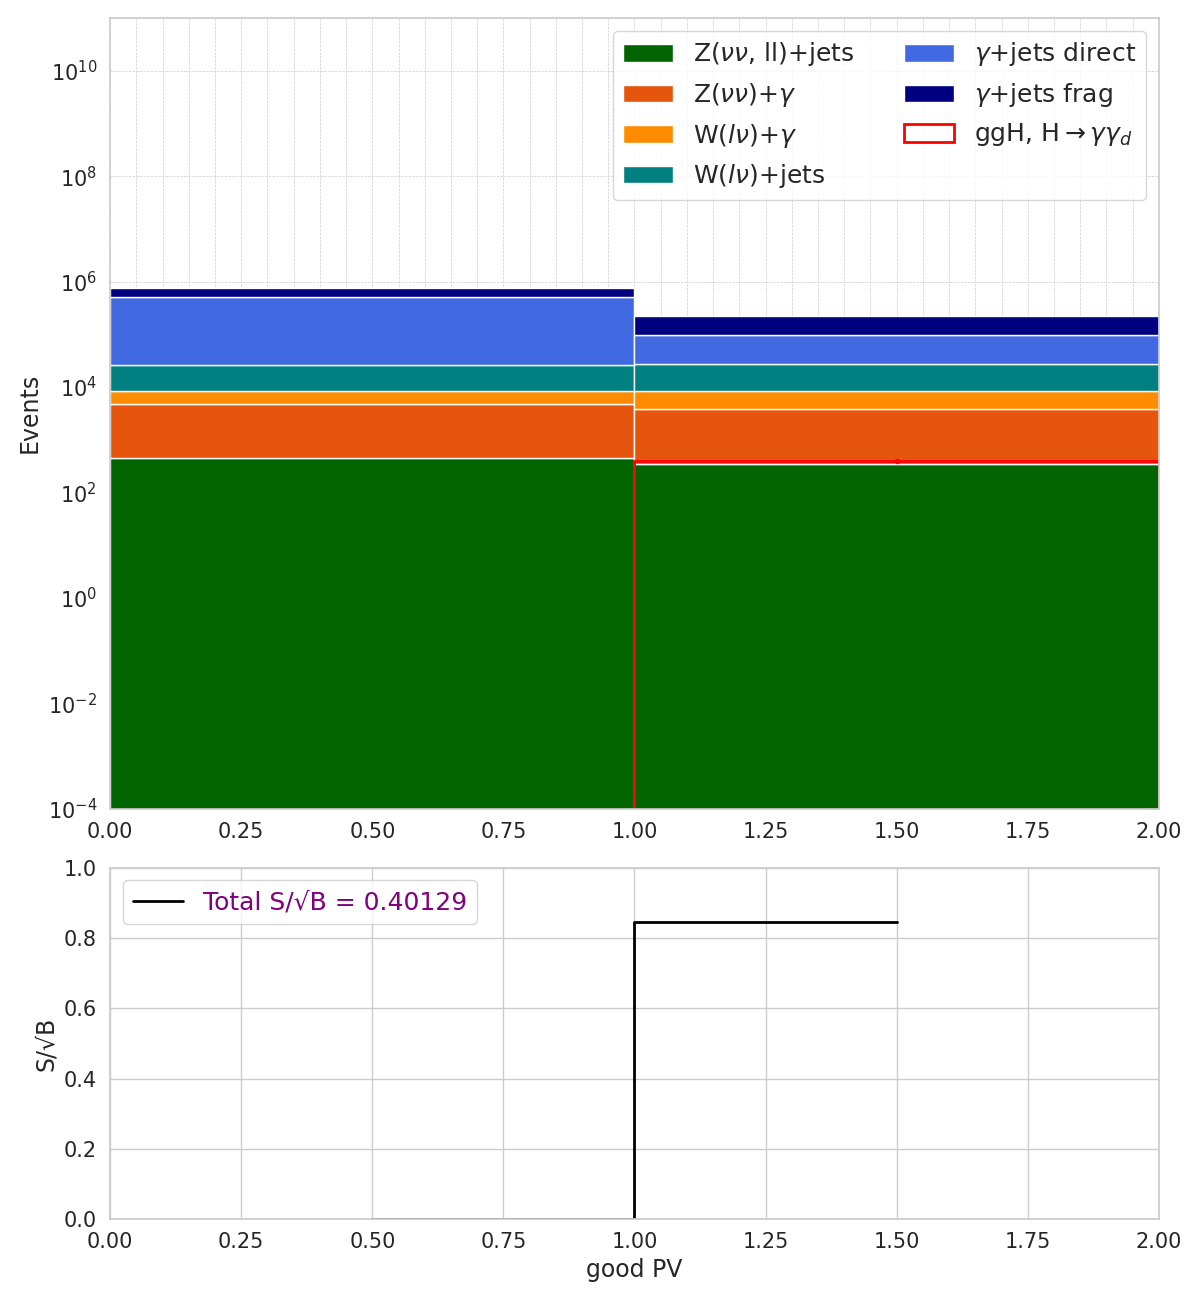 Z(νν, ll)+jets
Z(νν)+γ
W(lν)+γ
W(lν)+jets
γ+jets direct
γ+jets frag
ggH, H→γγ_d
Events
10^10
10^8
10^6
10^4
10^2
10^0
10^−2
10^−4
0.00 0.25 0.50 0.75 1.00 1.25 1.50 1.75 2.00
Total S/√B = 0.40129
S/√B
1.0
0.8
0.6
0.4
0.2
0.0
0.00 0.25 0.50 0.75 1.00 1.25 1.50 1.75 2.00
good PV